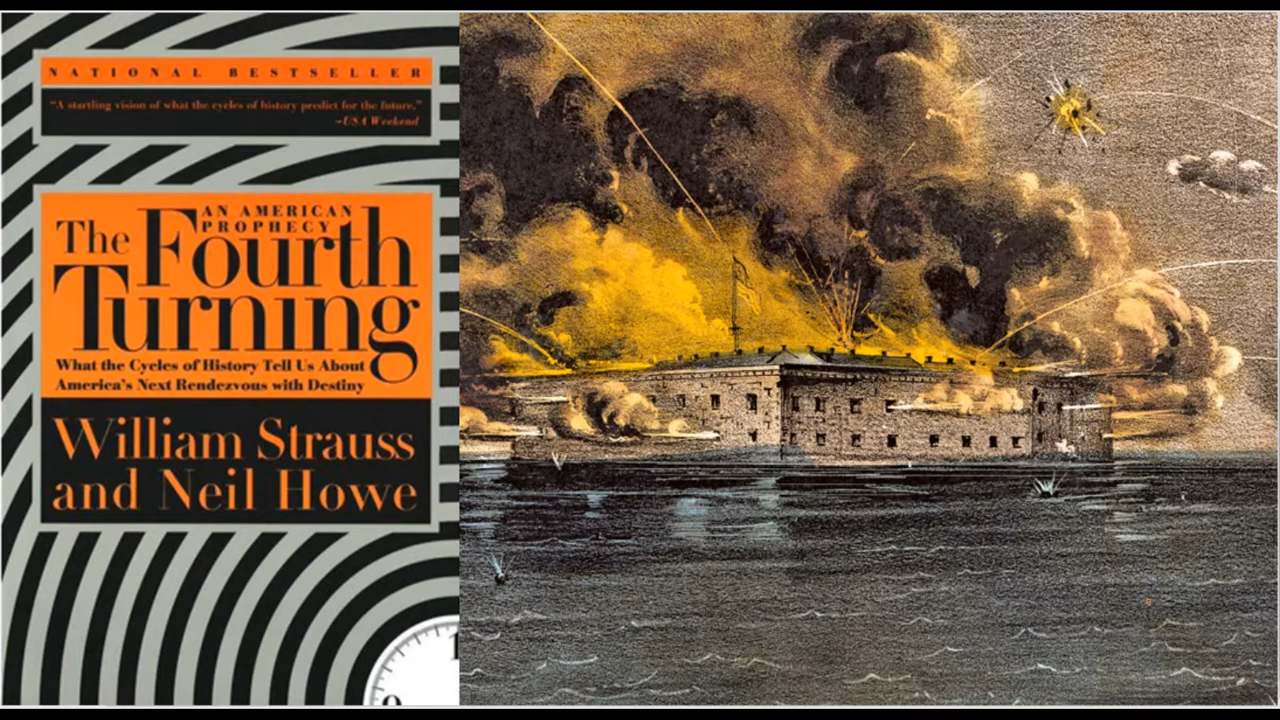 NATIONAL BESTSELLER
"A startling vision of what the cycles of history predict for the future."
-USA Weekend
AN AMERICAN
PROPHECY
The Fourth
Turning
What the Cycles of History Tell Us About
America's Next Rendezvous with Destiny
William Strauss
and Neil Howe
1
9